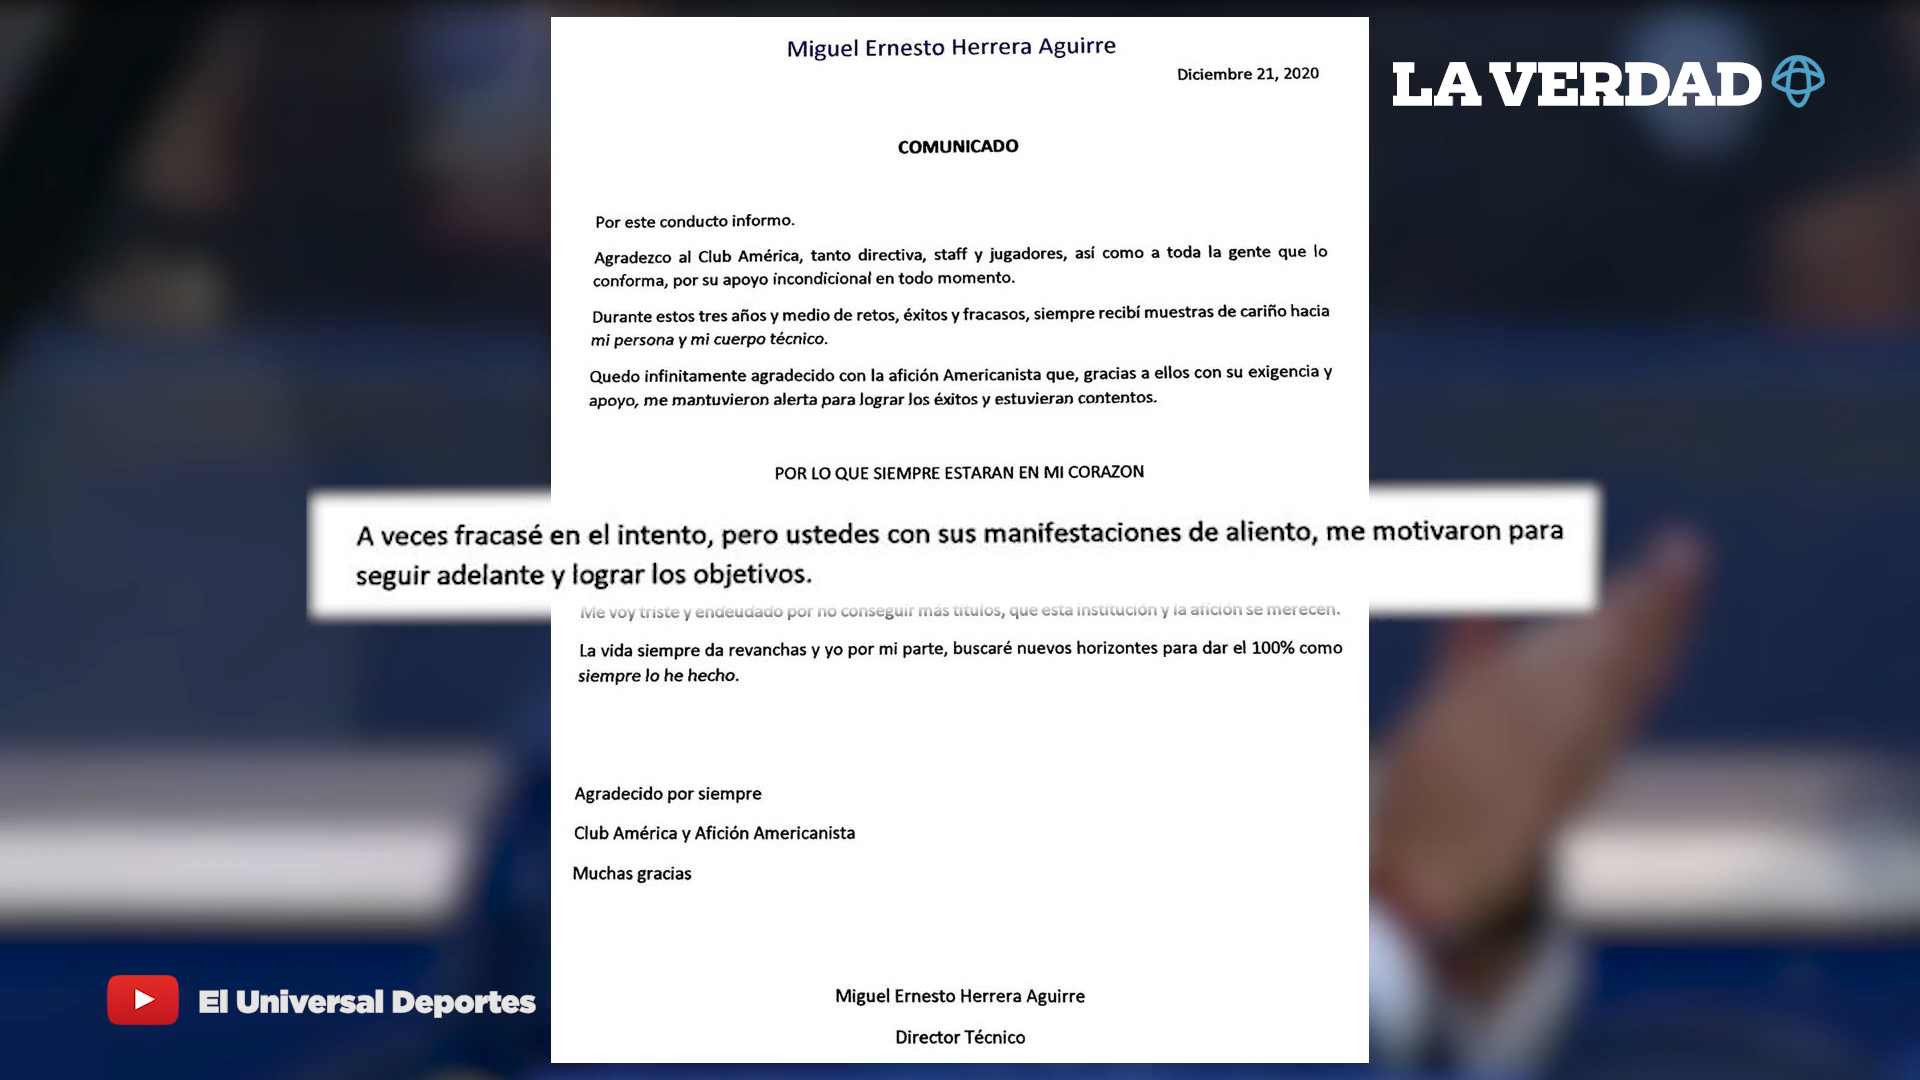 Miguel Ernesto Herrera Aguirre
Diciembre 21, 2020
LA VERDAD
COMUNICADO
Por este conducto informo.
Agradezco al Club América, tanto directiva, staff y jugadores, así como a toda la gente que lo
conforma, por su apoyo incondicional en todo momento.
Durante estos tres años y medio de retos, éxitos y fracasos, siempre recibí muestras de cariño hacia
mi persona y mi cuerpo técnico.
Quedo infinitamente agradecido con la afición Americanista que, gracias a ellos con su exigencia y
apoyo, me mantuvieron alerta para lograr los éxitos y estuvieran contentos.
POR LO QUE SIEMPRE ESTARAN EN MI CORAZON
A veces fracasé en el intento, pero ustedes con sus manifestaciones de aliento, me motivaron para
seguir adelante y lograr los objetivos.
Me voy triste y endeudado por no conseguir más títulos, que esta institución y la afición se merecen.
La vida siempre da revanchas y yo por mi parte, buscaré nuevos horizontes para dar el 100% como
siempre lo he hecho.
Agradecido por siempre
Club América y Afición Americanista
Muchas gracias
Miguel Ernesto Herrera Aguirre
Director Técnico
El Universal Deportes